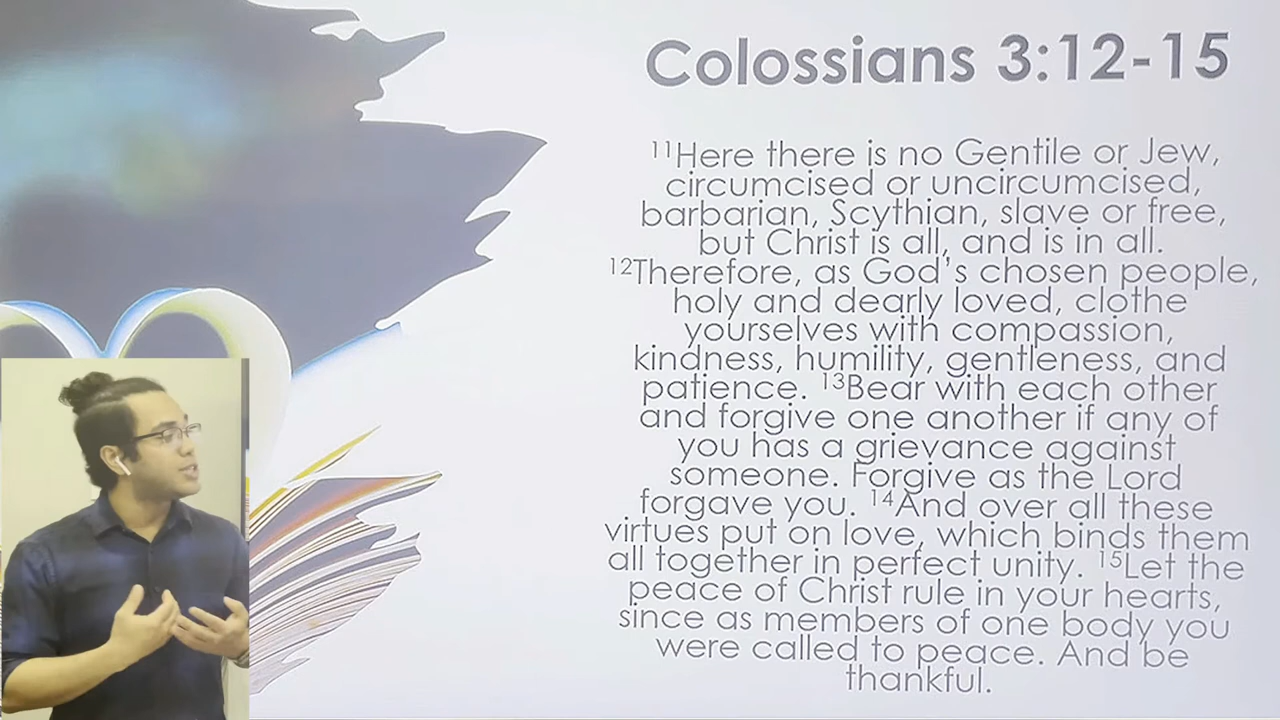 Colossians 3:12-15
¹¹Here there is no Gentile or Jew,
circumcised or uncircumcised,
barbarian, Scythian, slave or free,
but Christ is all, and is in all.
¹²Therefore, as God's chosen people,
holy and dearly loved, clothe
yourselves with compassion,
kindness, humility, gentleness, and
patience. ¹³Bear with each other
and forgive one another if any of
you has a grievance against
someone. Forgive as the Lord
forgave you. ¹⁴And over all these
virtues put on love, which binds them
all together in perfect unity. ¹⁵Let the
peace of Christ rule in your hearts,
since as members of one body you
were called to peace. And be
thankful.